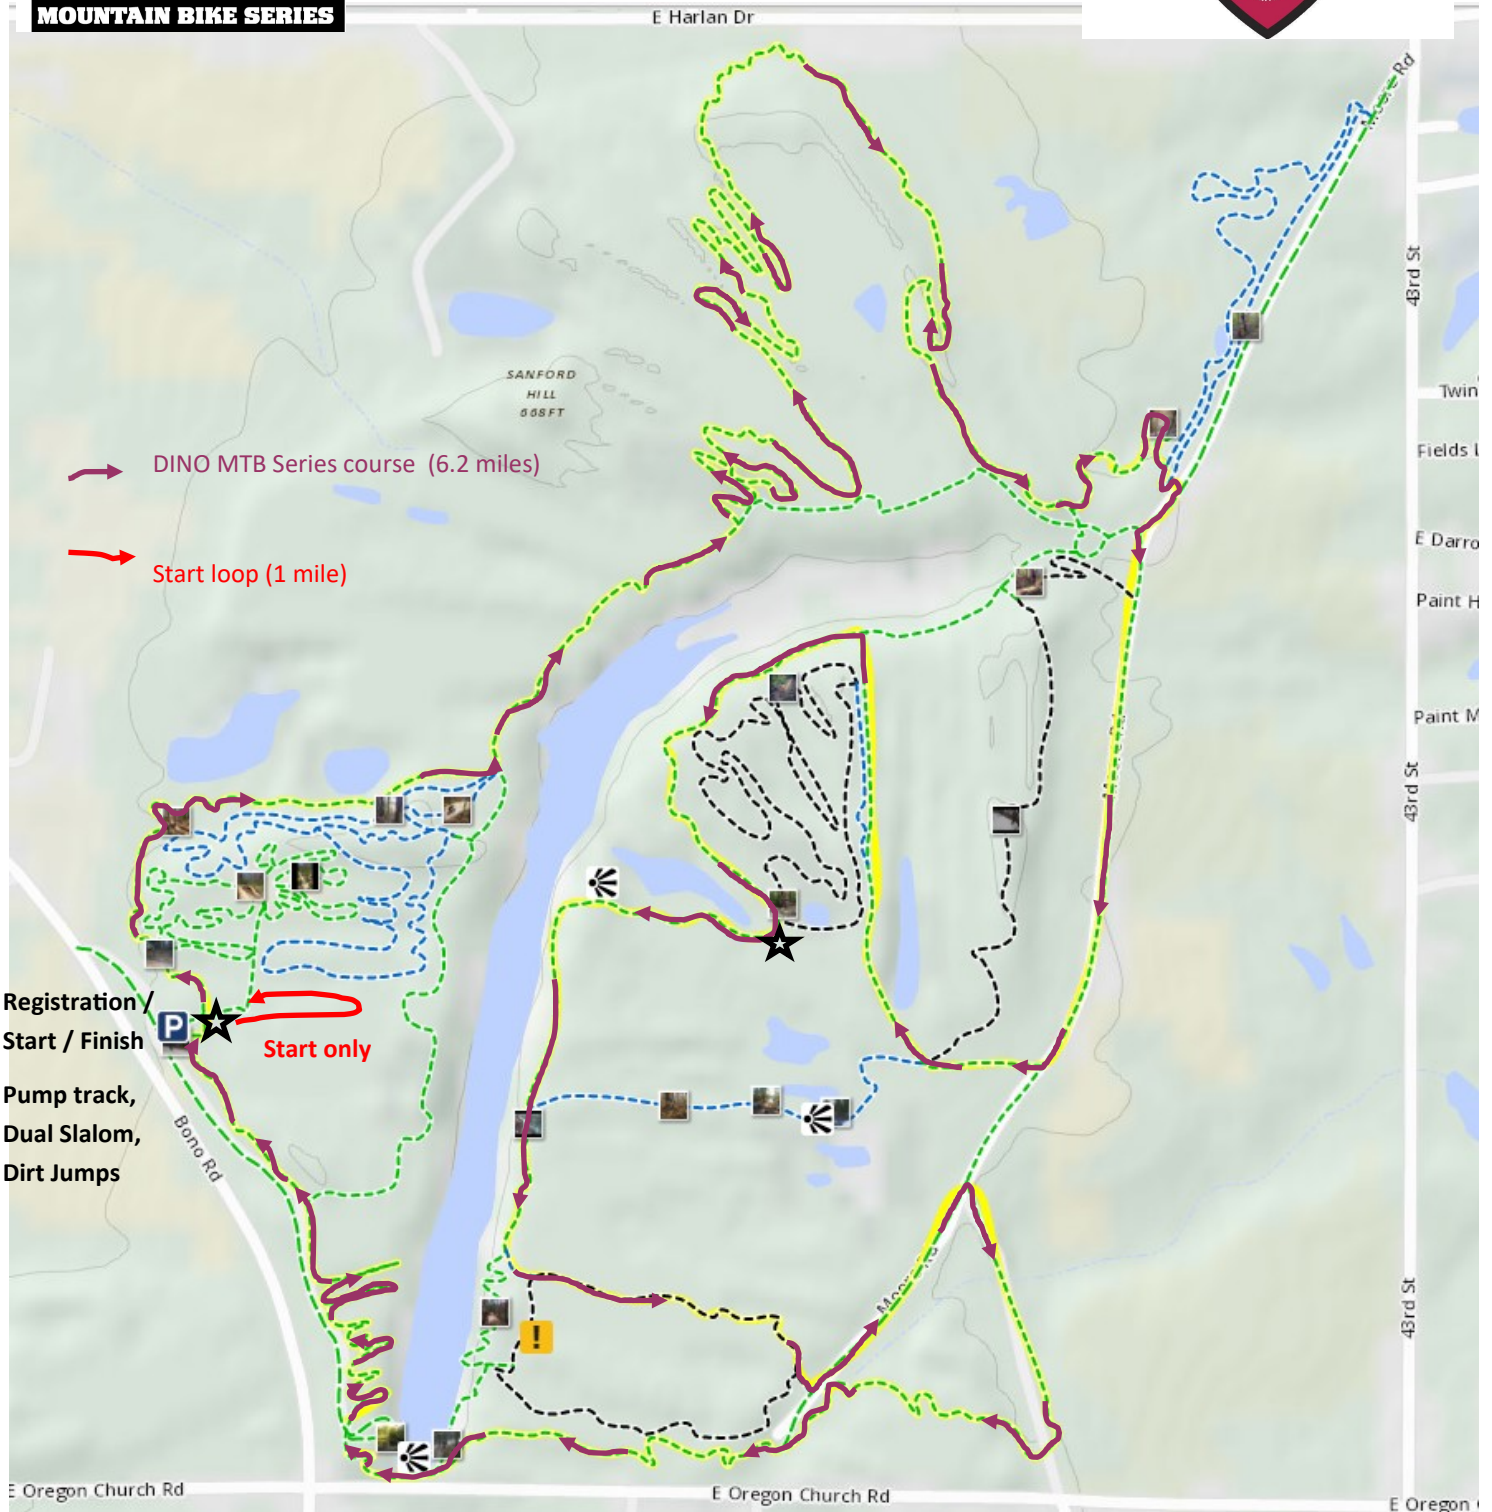 MOUNTAIN BIKE SERIES
E Harlan Dr
Moore Rd
43rd St
SANFORD
HILL
668FT
Twin
Fields L
DINO MTB Series course (6.2 miles)
E Darro
Start loop (1 mile)
Paint H
Paint M
43rd St
Registration /
Start / Finish
P
Start only
Pump track,
Dual Slalom,
Dirt Jumps
Bono Rd
43rd St
!
E Oregon Church Rd
E Oregon Church Rd
E Oregon